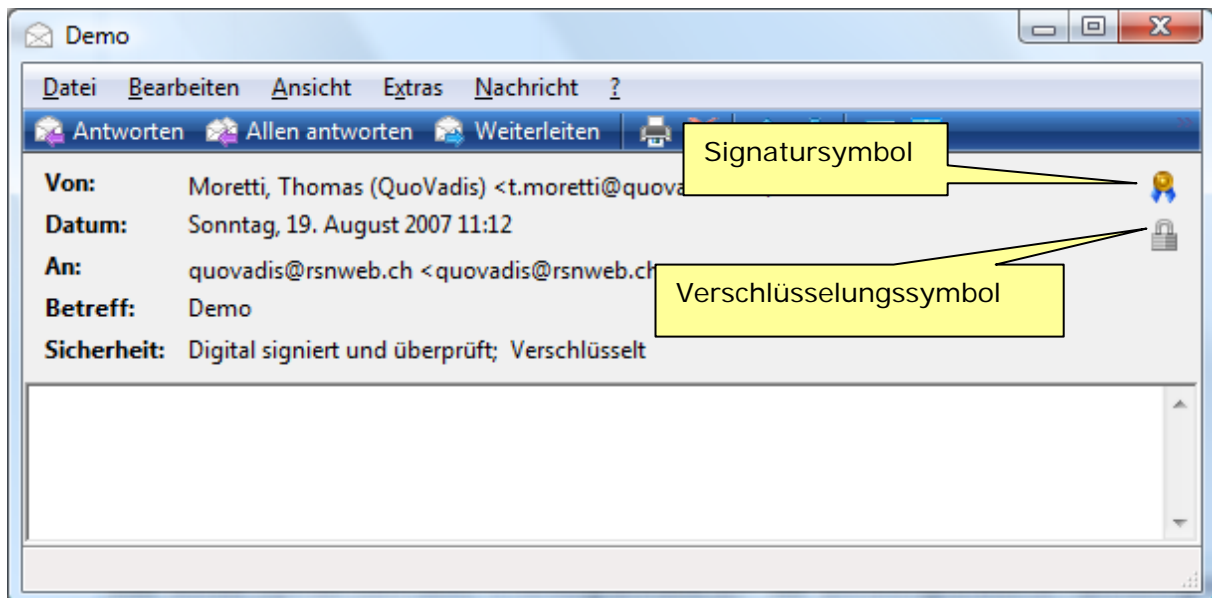 Demo
Datei Bearbeiten Ansicht Extras Nachricht ?
Antworten Allen antworten Weiterleiten
Signatursymbol
Von: Moretti, Thomas (QuoVadis) <t.moretti@quova
Datum: Sonntag, 19. August 2007 11:12
An: quovadis@rsnweb.ch <quovadis@rsnweb.ch
Verschlüsselungssymbol
Betreff: Demo
Sicherheit: Digital signiert und überprüft; Verschlüsselt